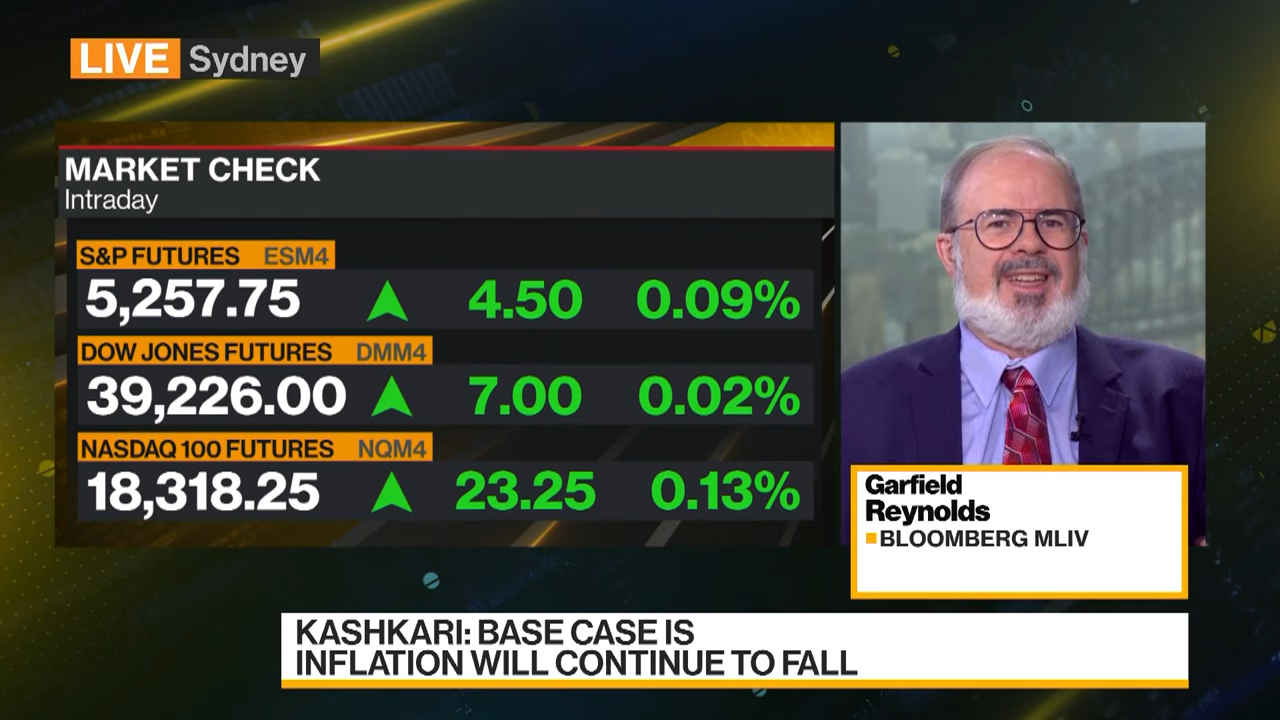 LIVE Sydney
MARKET CHECK
Intraday
S&P FUTURES ESM4
5,257.75 4.50 0.09%
DOW JONES FUTURES DMM4
39,226.00 7.00 0.02%
NASDAQ 100 FUTURES NQM4
18,318.25 23.25 0.13%
Garfield
Reynolds
BLOOMBERG MLIV
KASHKARI: BASE CASE IS
INFLATION WILL CONTINUE TO FALL